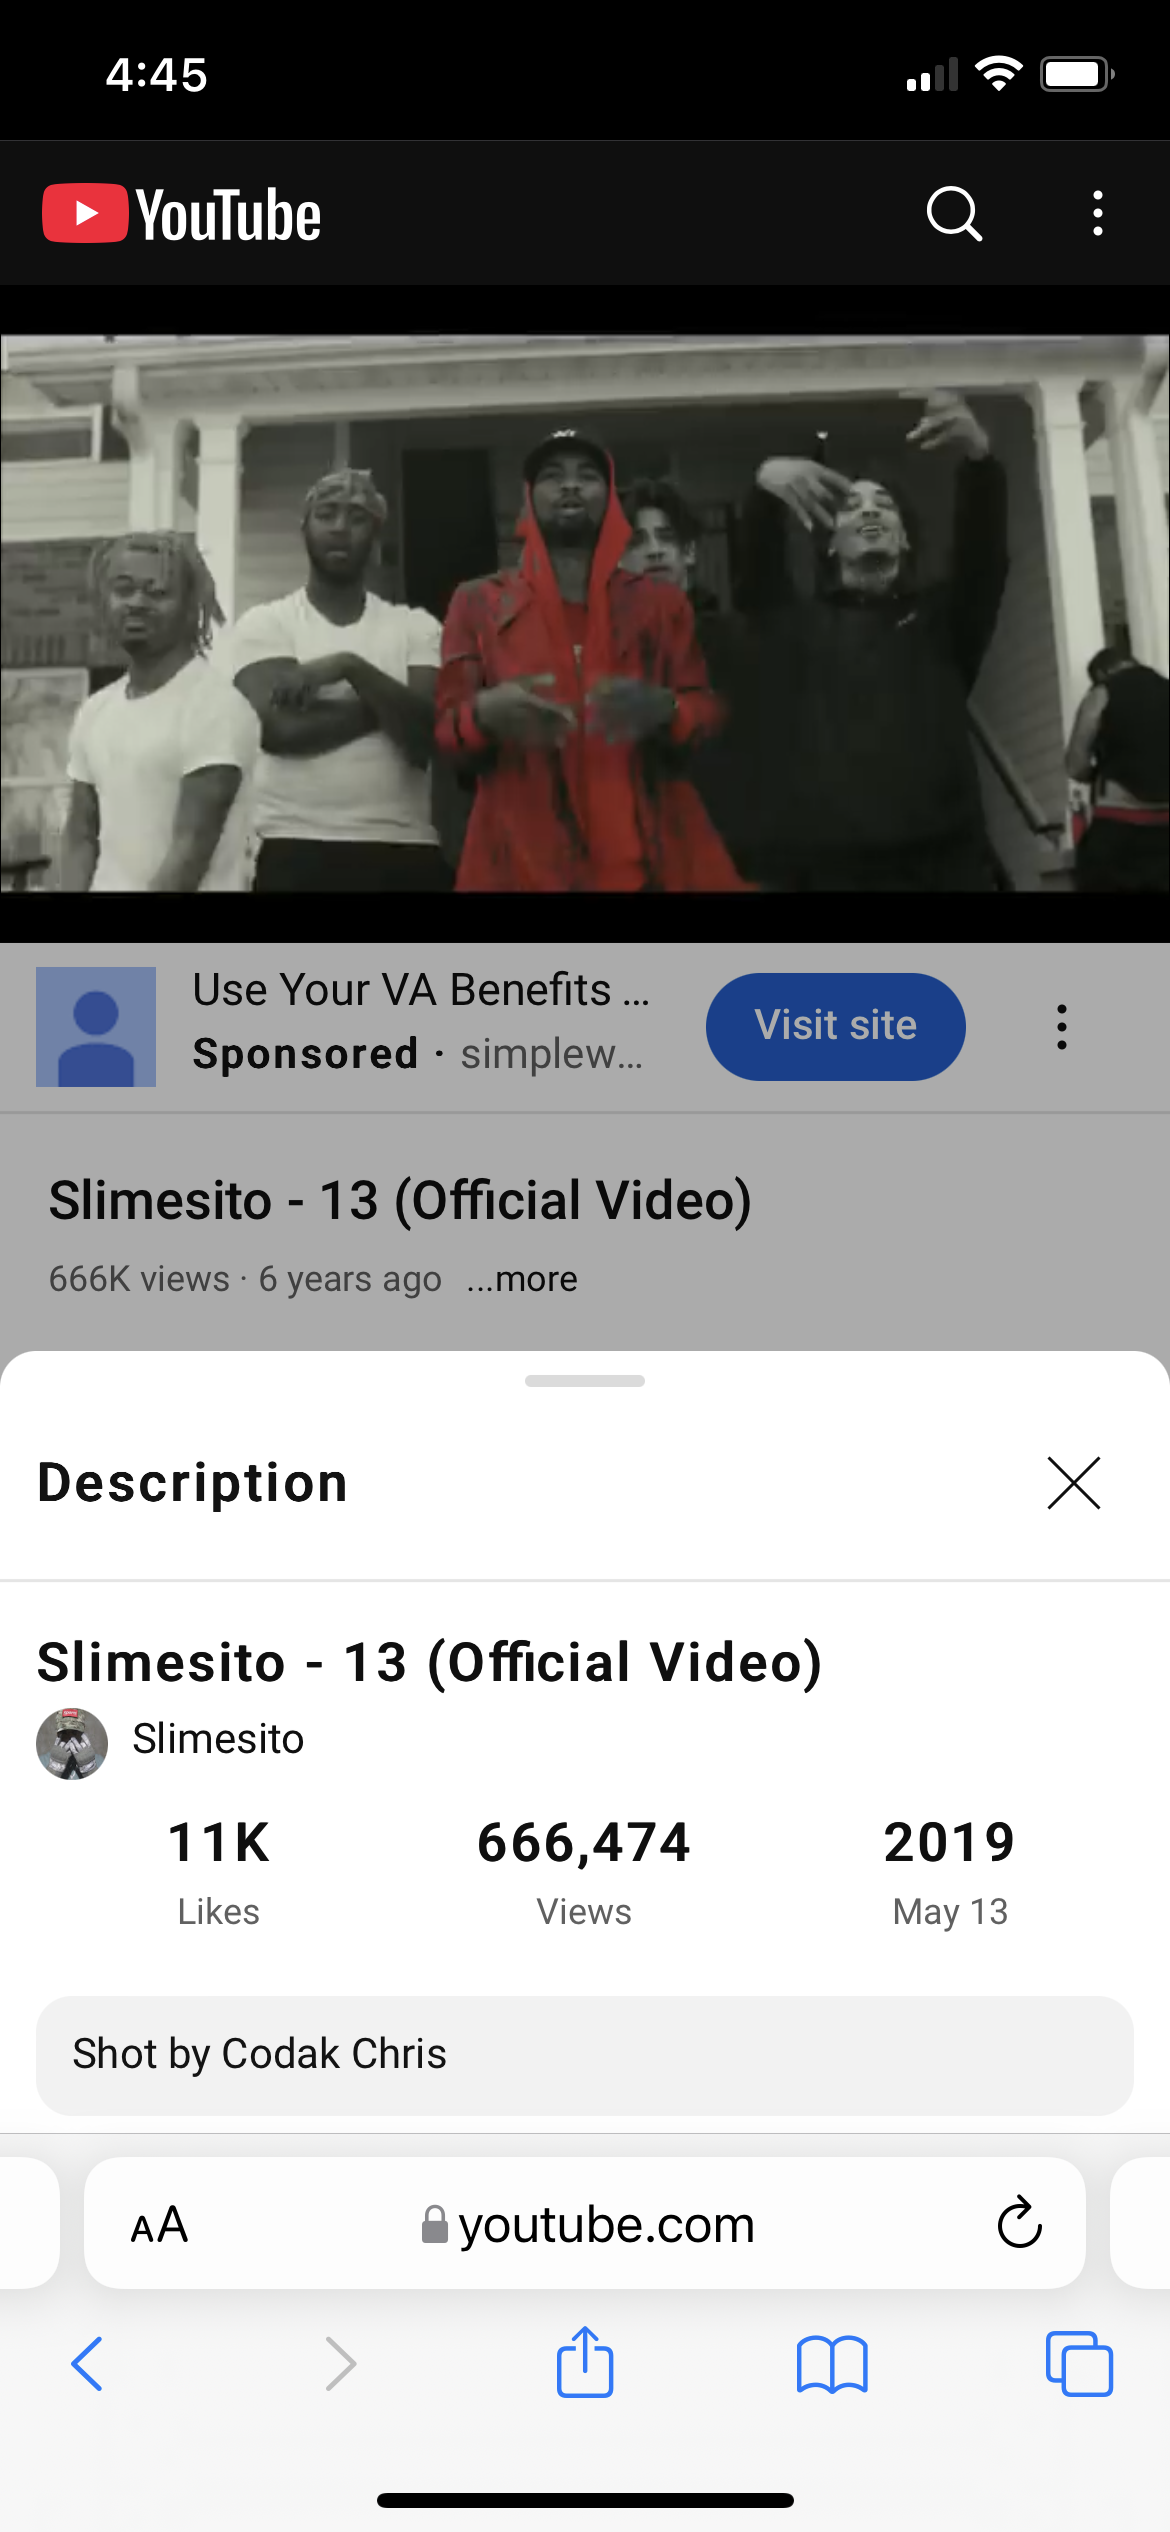 4:45
YouTube
Use Your VA Benefits ...
Sponsored · simplew...
Visit site
Slimesito - 13 (Official Video)
666K views · 6 years ago ...more
Description
Slimesito - 13 (Official Video)
Slimesito
11K 666,474 2019
Likes Views May 13
Shot by Codak Chris
AA youtube.com